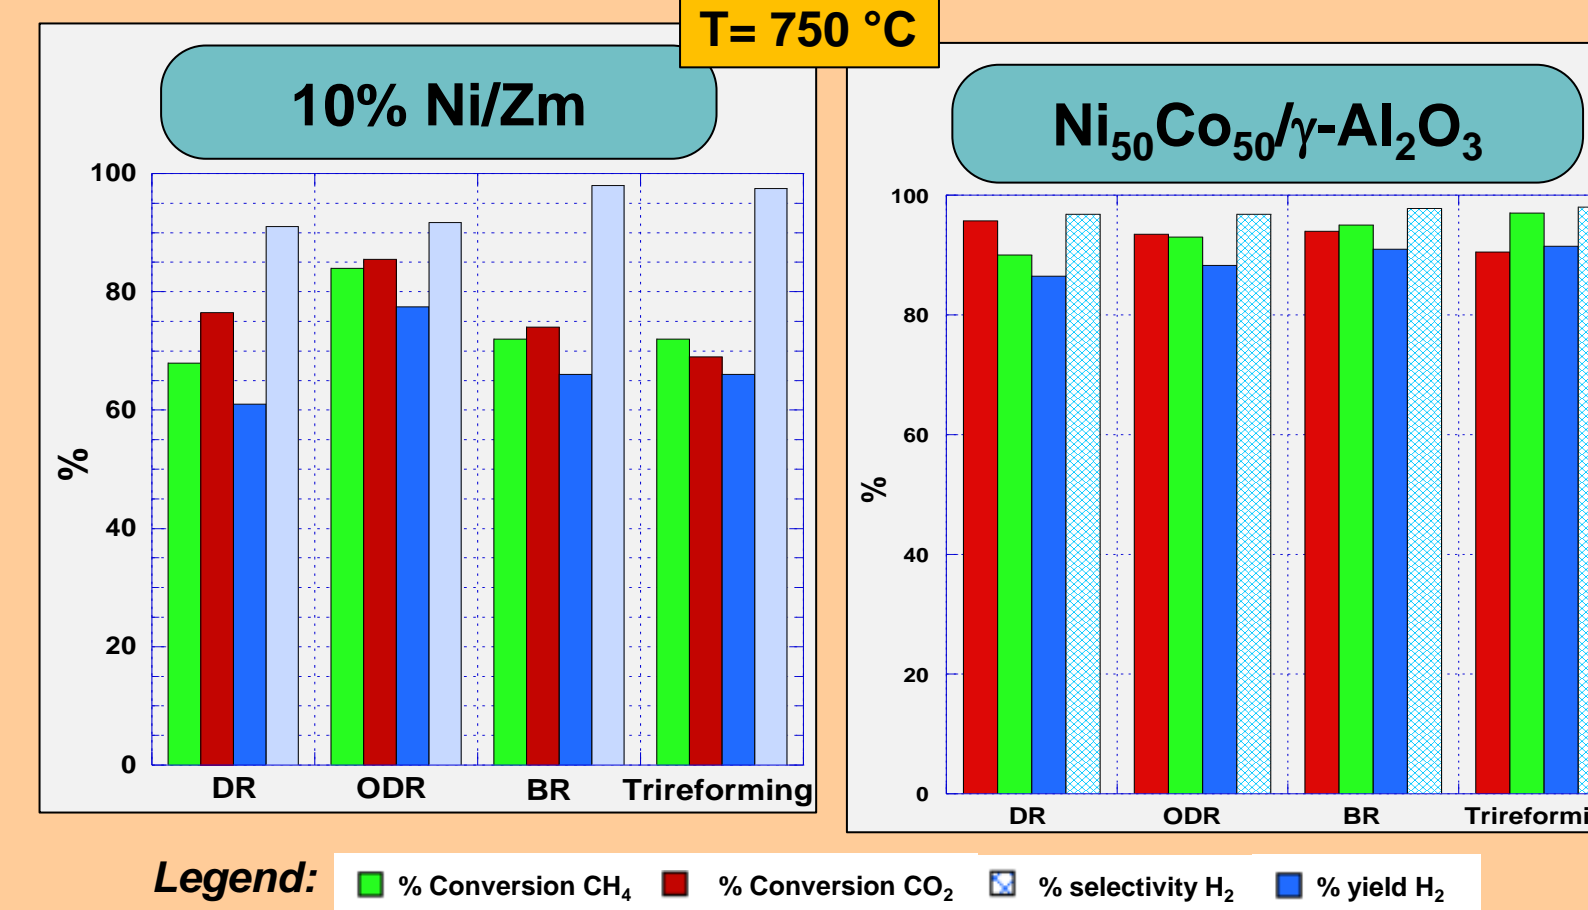 T= 750 °C
10% Ni/Zm
100
80
60
40
20
0
%
DR ODR BR Trireforming
Ni50Co50/γ-Al2O3
100
80
60
40
20
0
%
DR ODR BR Trireformi
Legend: % Conversion CH4 % Conversion CO2 % selectivity H2 % yield H2